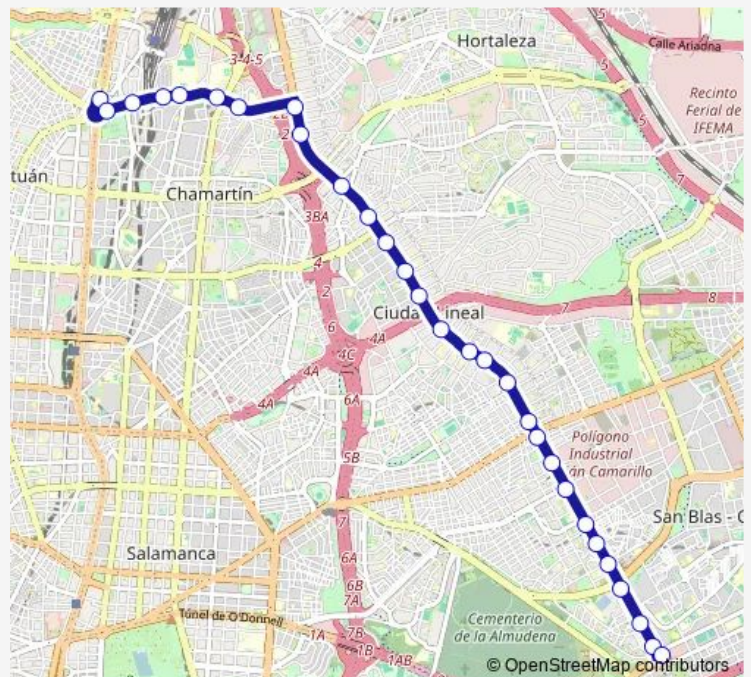 Hortaleza
5
Calle Ariadna
3-4-5
5
Recinto
Ferial de
IFEMA
5
2
tuán
7
Chamartín
3BA
4
2
7
8
Ciuda
ineal
6
4A
4C
4A
4A
6A
Polígono
Industrial
án Camarillo
5B
7
San Blas - C
Salamanca
6A
6B
7A
Túnel de O'Donnell
Cementerio
de la Almudena
1A
7B
1B
1AB
© OpenStreetMap contributors